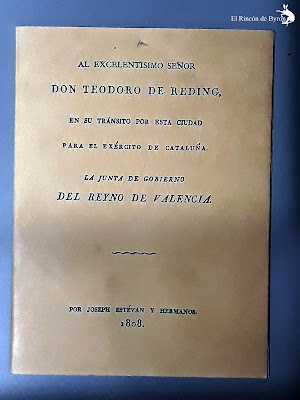 El Rincón de Byron
AL EXCELENTISIMO SEÑOR
DON TEODORO DE REDING,
EN SU TRÁNSITO POR ESTA CIUDAD
PARA EL EXÉRCITO DE CATALUÑA.
LA JUNTA DE GOBIERNO
DEL REYNO DE VALENCIA.
POR JOSEPH ESTÉVAN Y HERMANOS.
1808.